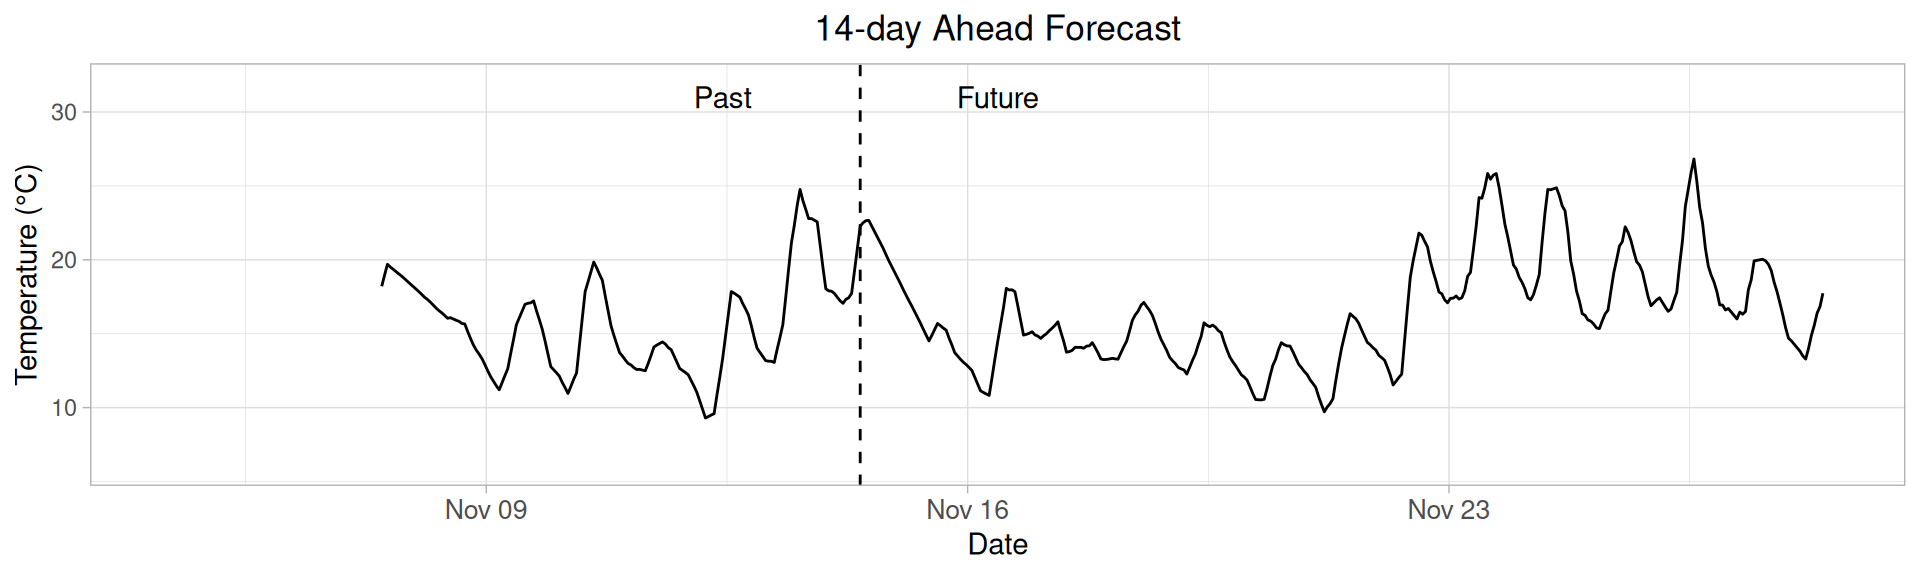 14-day Ahead Forecast
Past
Future
30
20
10
Temperature (°C)
Nov 09
Nov 16
Nov 23
Date